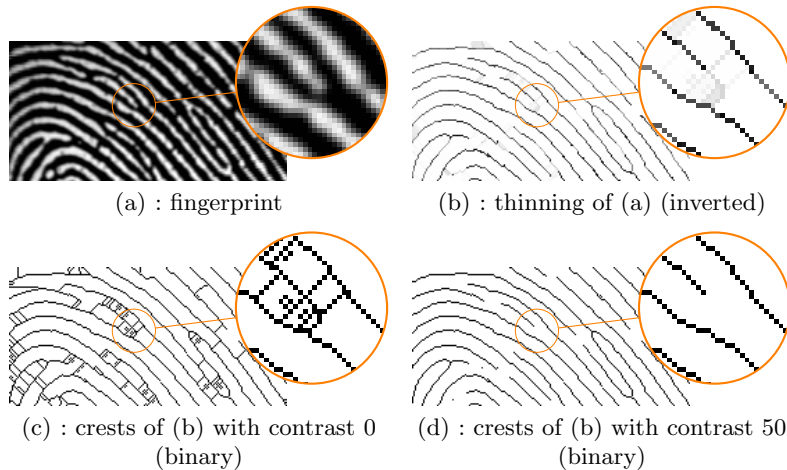 (a) : fingerprint
(b) : thinning of (a) (inverted)
(c) : crests of (b) with contrast 0
(binary)
(d) : crests of (b) with contrast 50
(binary)